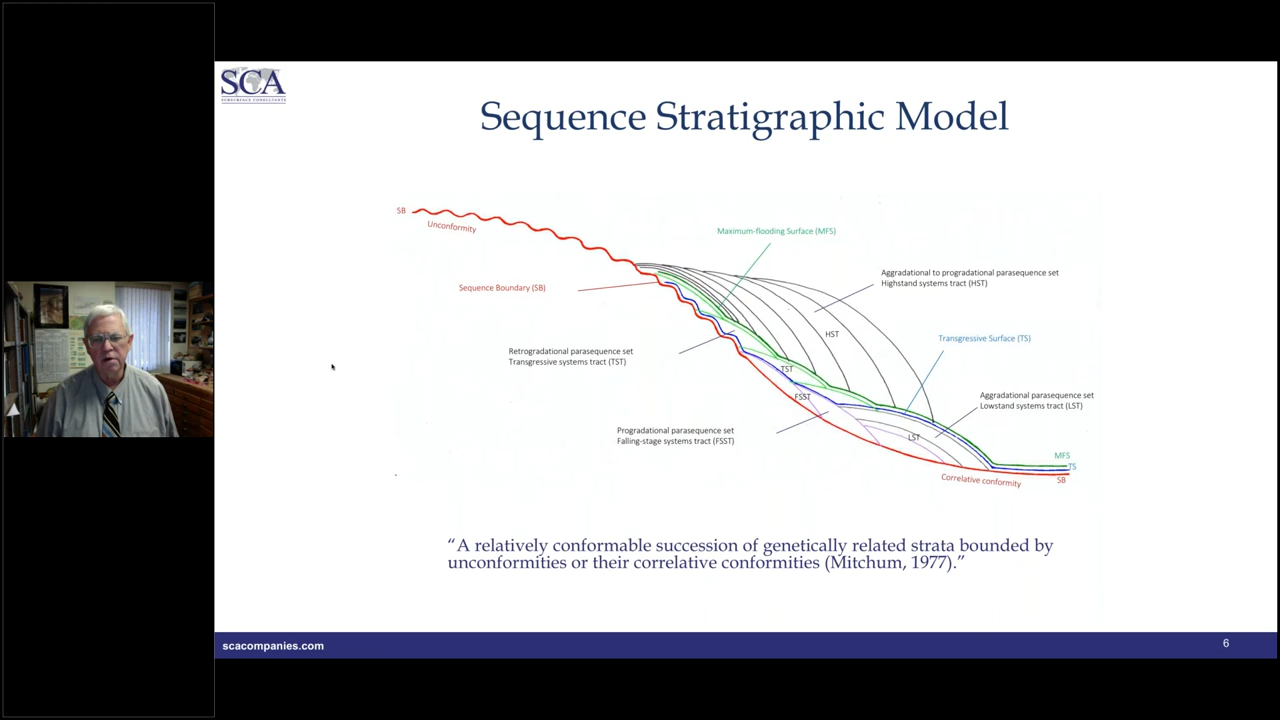 SCA
SUBSURFACE CONSULTANTS
Sequence Stratigraphic Model
SB
Unconformity
Maximum-flooding Surface (MFS)
Sequence Boundary (SB)
Aggradational to progradational parasequence set
Highstand systems tract (HST)
HST
Transgressive Surface (TS)
Retrogradational parasequence set
Transgressive systems tract (TST)
TST
FSST
Aggradational parasequence set
Lowstand systems tract (LST)
Progradational parasequence set
Falling-stage systems tract (FSST)
LST
MFS
TS
SB
Correlative conformity
“A relatively conformable succession of genetically related strata bounded by
unconformities or their correlative conformities (Mitchum, 1977).”
scacompanies.com
6